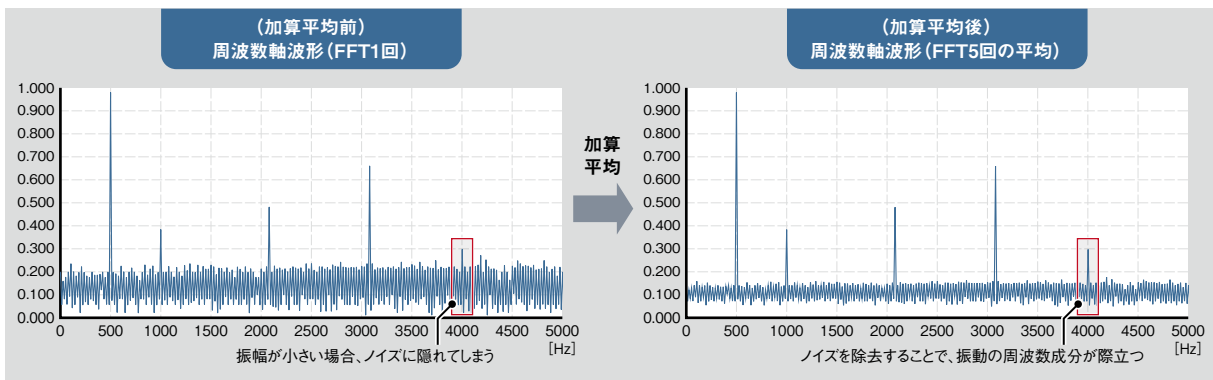 (加算平均前)
周波数軸波形(FFT1回)
1.000
0.900
0.800
0.700
0.600
0.500
0.400
0.300
0.200
0.100
0.000
0 500 1000 1500 2000 2500 3000 3500 4000 4500 5000
[Hz]
振幅が小さい場合、ノイズに隠れてしまう
加算
平均
(加算平均後)
周波数軸波形(FFT5回の平均)
1.000
0.900
0.800
0.700
0.600
0.500
0.400
0.300
0.200
0.100
0.000
0 500 1000 1500 2000 2500 3000 3500 4000 4500 5000
[Hz]
ノイズを除去することで、振動の周波数成分が際立つ